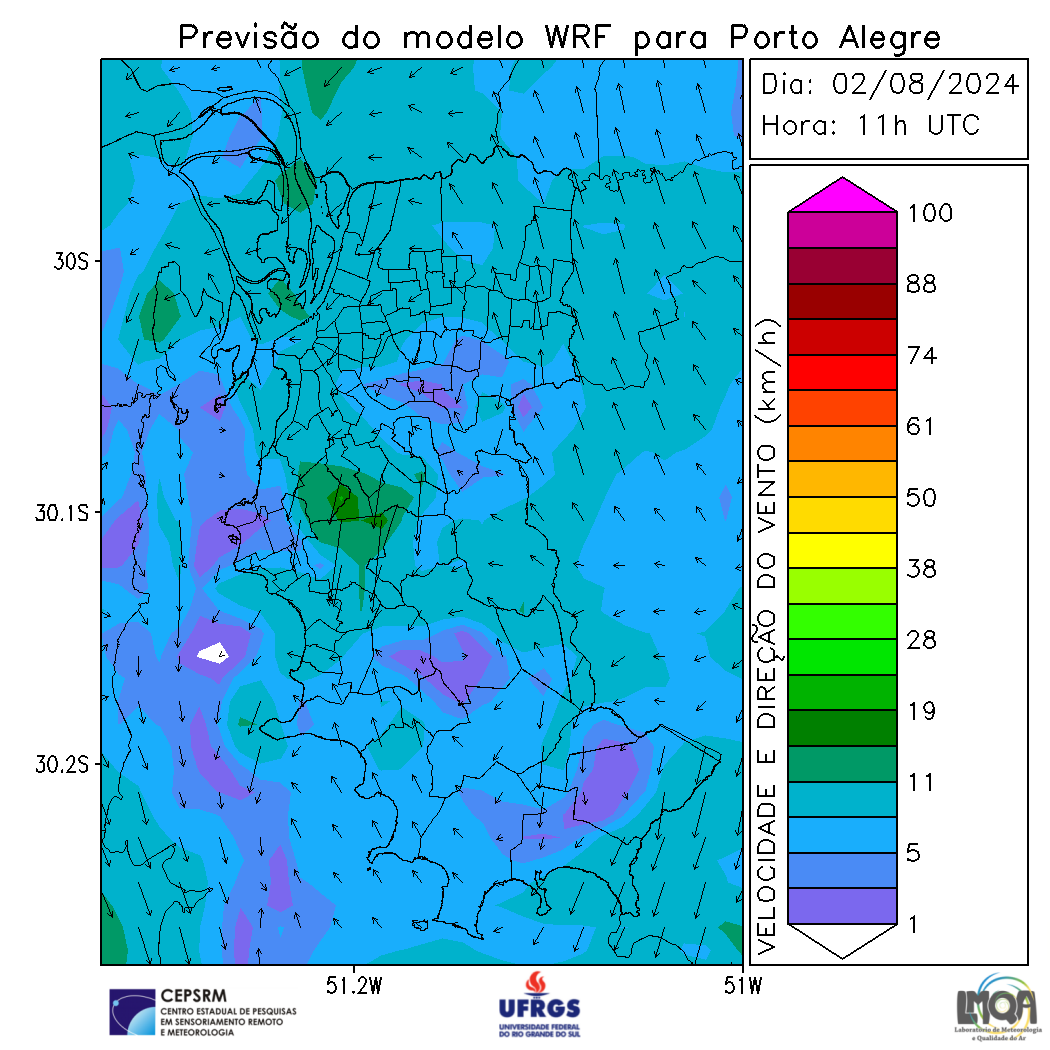 Previsão do modelo WRF para Porto Alegre
Dia: 02/08/2024
Hora: 11h UTC
30S
30.1S
30.2S
51.2W
51W
VELOCIDADE E DIREÇÃO DO VENTO (km/h)
100
88
74
61
50
38
28
19
11
5
1
CEPSRM
CENTRO ESTADUAL DE PESQUISAS
EM SENSORIAMENTO REMOTO
E METEOROLOGIA
UFRGS
UNIVERSIDADE FEDERAL
DO RIO GRANDE DO SUL
LMQA
Laboratório de Meteorologia
e Qualidade do Ar